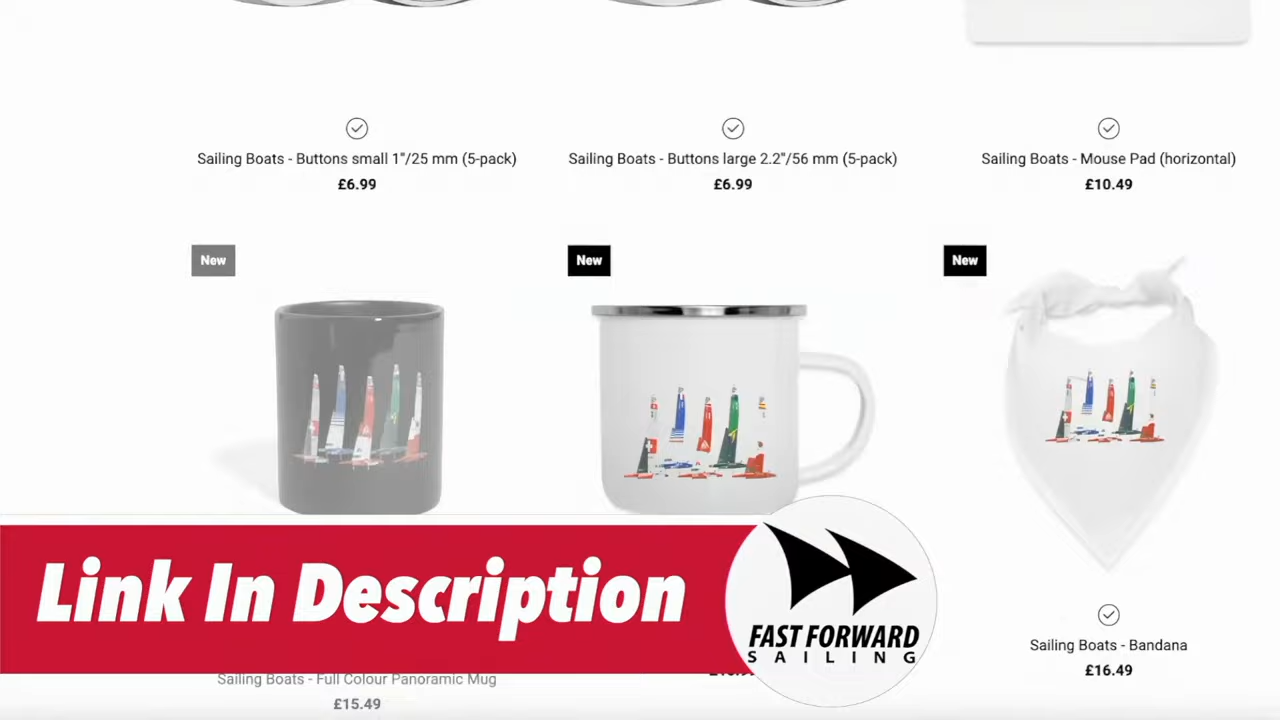 Sailing Boats - Buttons small 1"/25 mm (5-pack)
£6.99
Sailing Boats - Buttons large 2.2"/56 mm (5-pack)
£6.99
Sailing Boats - Mouse Pad (horizontal)
£10.49
New
New
New
Link In Description
FAST FORWARD
SAILING
Sailing Boats - Full Colour Panoramic Mug
£15.49
Sailing Boats - Bandana
£16.49